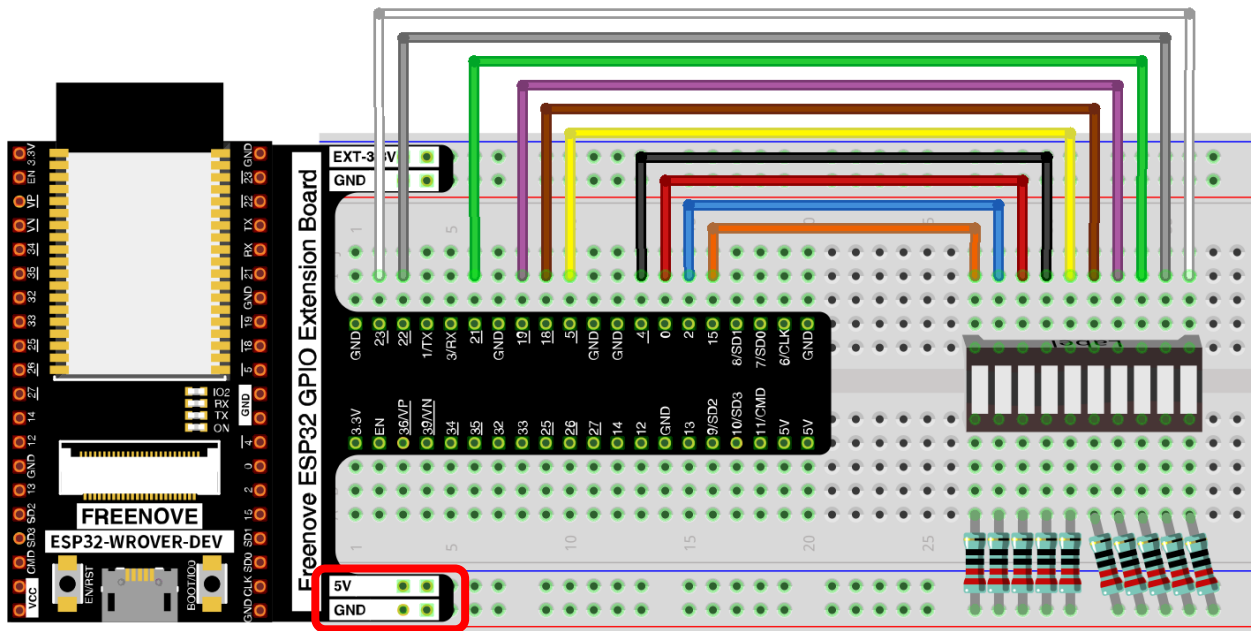 3.3V
EN
VP
VN
34
35
32
33
25
26
27
14
12
GND
13
SD2
SD3
CMD
VCC
GND
23
22
TX
RX
21
GND
19
18
5
GND
4
0
2
15
SD1
SD0
CLK
GND
IO2
RX
TX
ON
FREENOVE
ESP32-WROVER-DEV
EN/RST
BOOT/IO0
Freenove ESP32 GPIO Extension Board
EXT-3.3V
GND
1 5 20
GND 23 22 1/TX 3/RX 21 GND 19 18 5 GND GND 4 0 2 15 8/SD1 7/SD0 6/CLK GND
Label
3.3V EN 36/VP 39/VN 34 35 32 33 25 26 27 14 12 GND 13 9/SD2 10/SD3 11/CMD 5V 5V
1 5 10 15 20 25
5V
GND